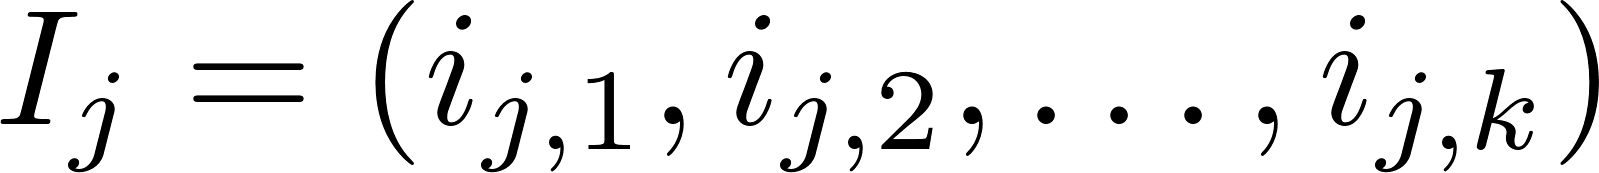 I_j = (i_{j,1}, i_{j,2}, ..., i_{j,k})